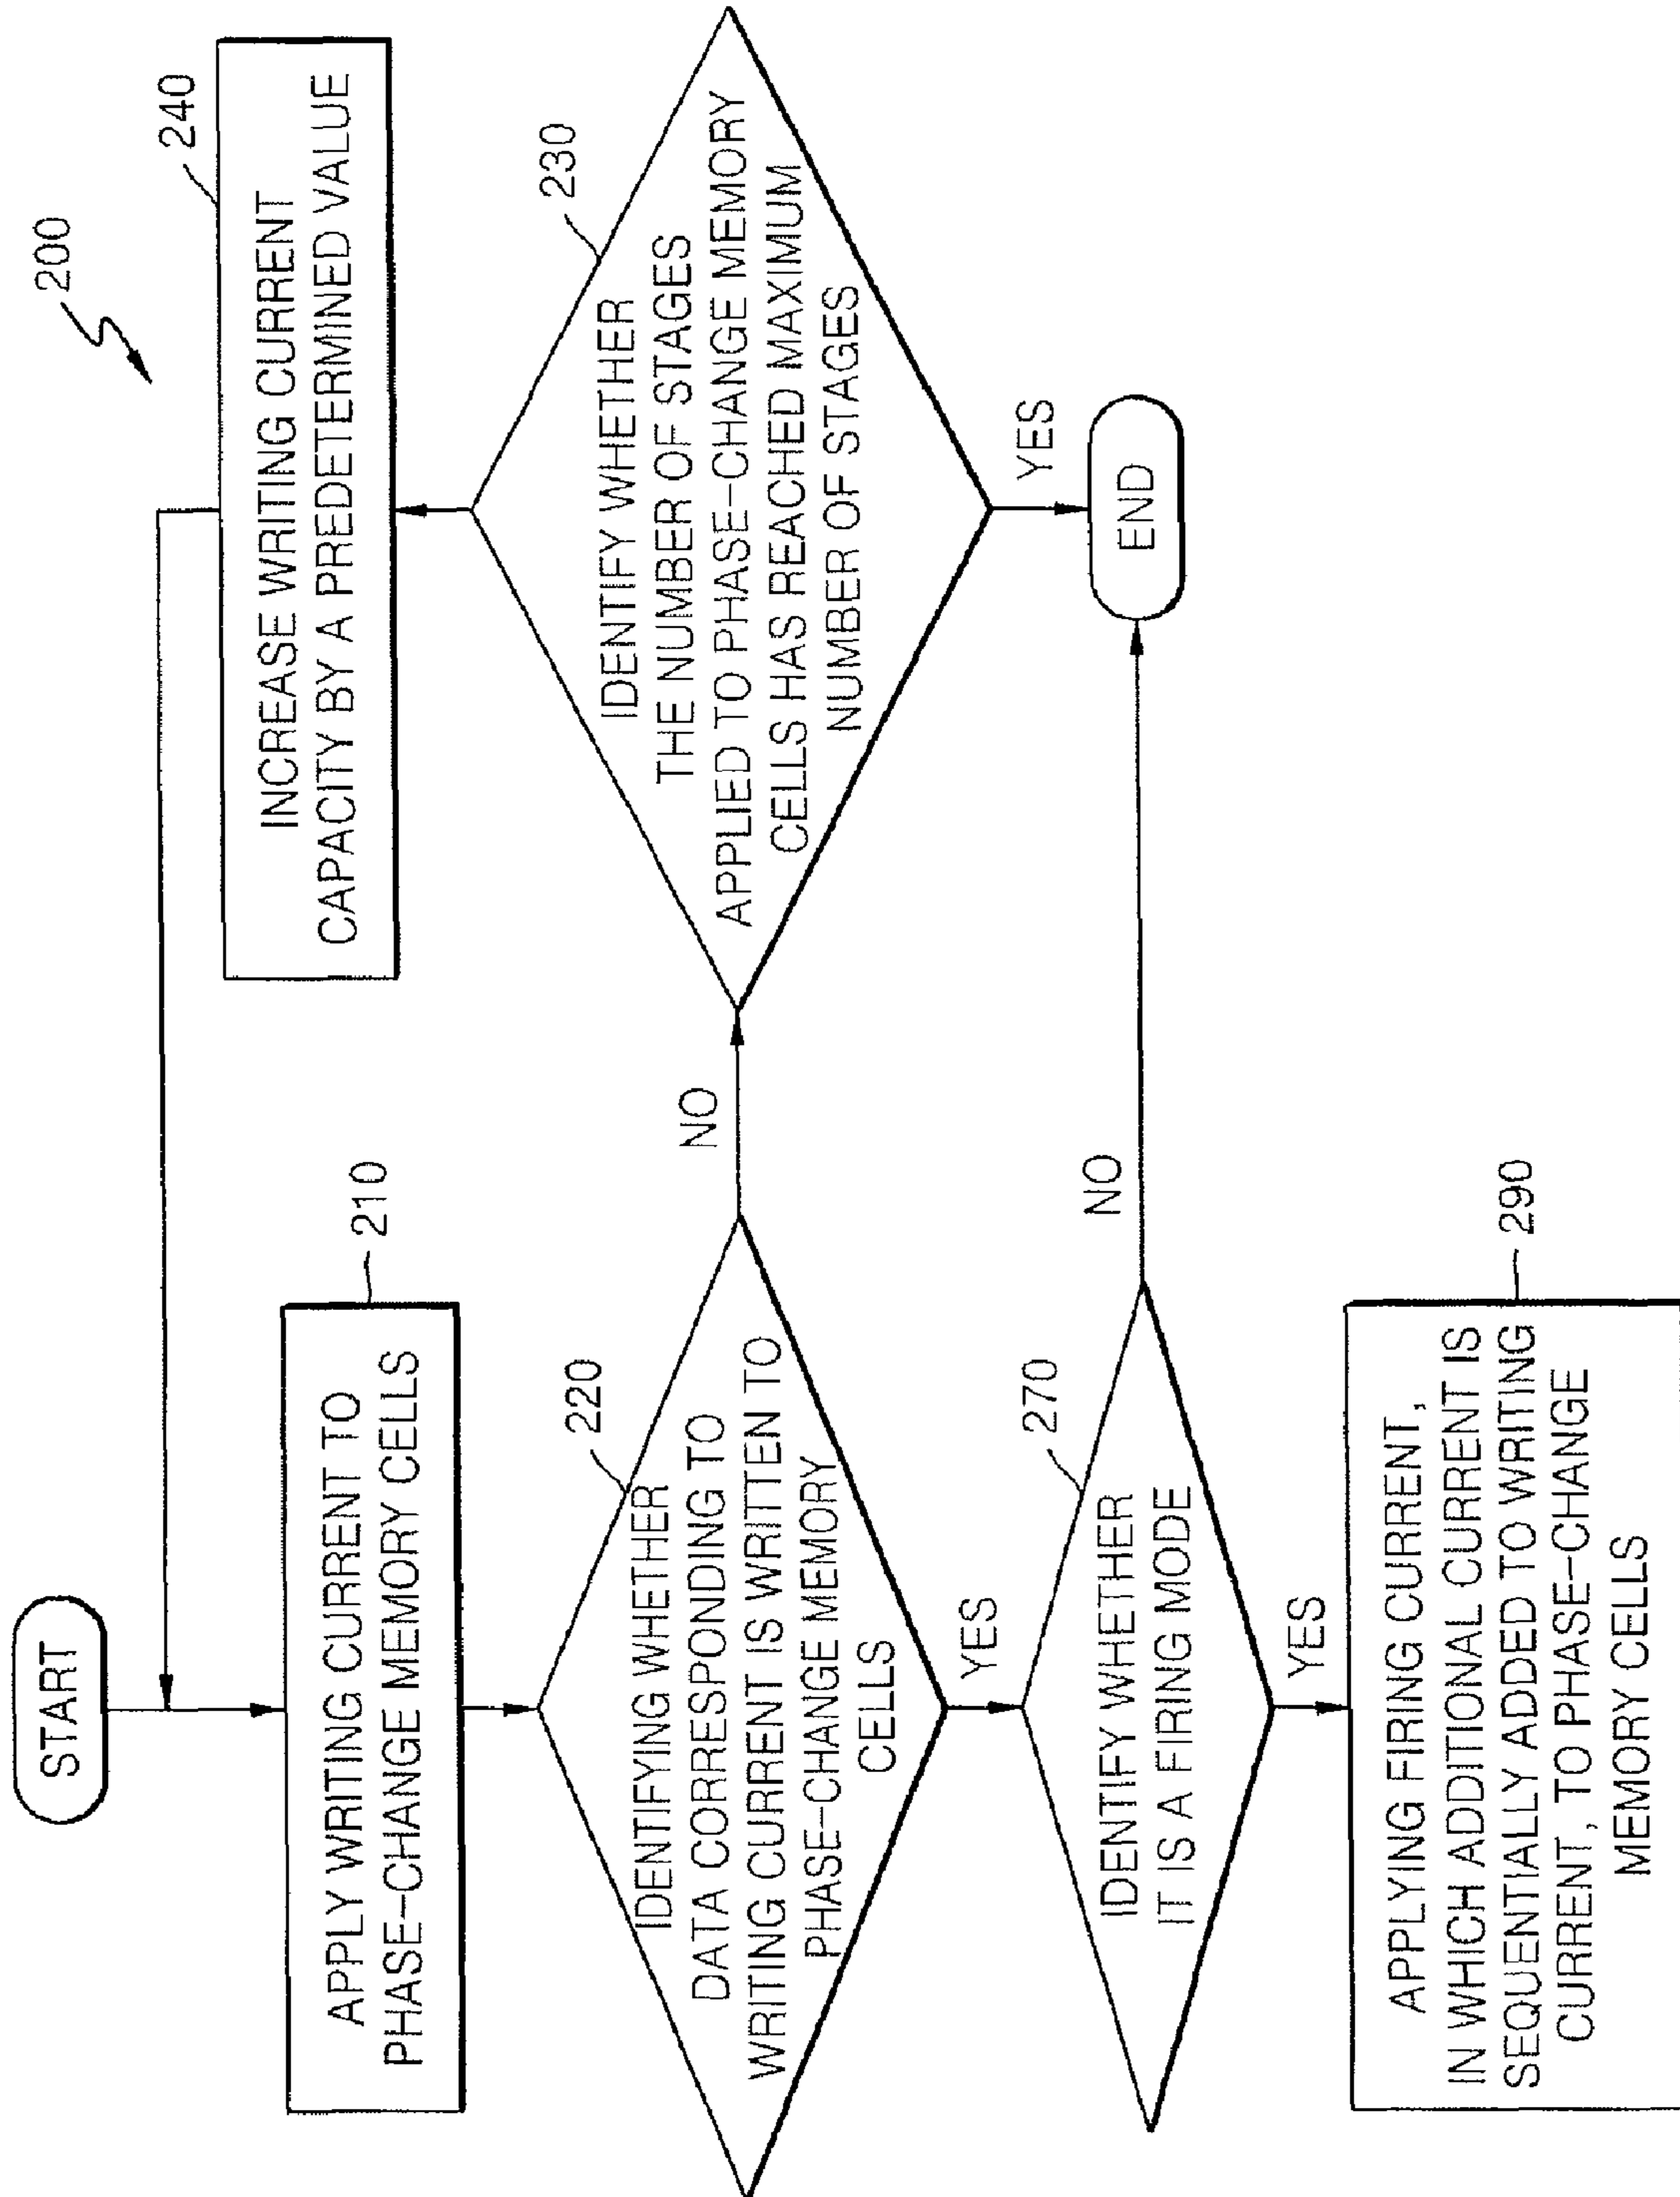 200
START
APPLY WRITING CURRENT TO
PHASE-CHANGE MEMORY CELLS
210
IDENTIFYING WHETHER
DATA CORRESPONDING TO
WRITING CURRENT IS WRITTEN TO
PHASE-CHANGE MEMORY
CELLS
220
NO
YES
INCREASE WRITING CURRENT
CAPACITY BY A PREDETERMINED VALUE
240
IDENTIFY WHETHER
THE NUMBER OF STAGES
APPLIED TO PHASE-CHANGE MEMORY
CELLS HAS REACHED MAXIMUM
NUMBER OF STAGES
230
YES
END
IDENTIFY WHETHER
IT IS A FIRING MODE
270
NO
YES
APPLYING FIRING CURRENT,
IN WHICH ADDITIONAL CURRENT IS
SEQUENTIALLY ADDED TO WRITING
CURRENT, TO PHASE-CHANGE
MEMORY CELLS
290